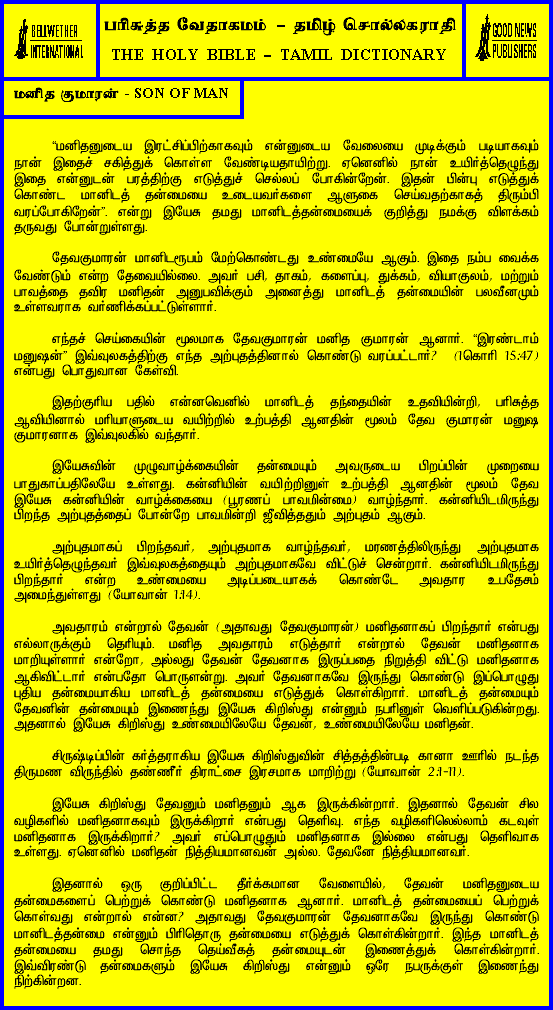 BELLWETHER
INTERNATIONAL
பரிசுத்த வேதாகமம் – தமிழ் சொல்லகராதி
THE HOLY BIBLE – TAMIL DICTIONARY
GOOD NEWS
PUBLISHERS
மனித குமாரன் - SON OF MAN
“மனிதனுடைய இரட்சிப்பிற்காகவும் என்னுடைய வேலையை முடிக்கும் படியாகவும்
நான் இதைச் சகித்துக் கொள்ள வேண்டியதாயிற்று. ஏனெனில் நான் உயிர்த்தெழுந்து
இதை என்னுடன் பரத்திற்கு எடுத்துச் செல்லப் போகின்றேன். இதன் பின்பு எடுத்துக்
கொண்ட மானிடத் தன்மையை உடையவர்களை ஆளுகை செய்வதற்காகத் திரும்பி
வரப்போகிறேன்”. என்று இயேசு தமது மானிடத்தன்மையைக் குறித்து நமக்கு விளக்கம்
தருவது போன்றுள்ளது.
தேவகுமாரன் மானிடரூபம் மேற்கொண்டது உண்மையே ஆகும். இதை நம்ப வைக்க
வேண்டும் என்ற தேவையில்லை. அவர் பசி, தாகம், களைப்பு, துக்கம், வியாகுலம், மற்றும்
பாவத்தை தவிர மனிதன் அனுபவிக்கும் அனைத்து மானிடத் தன்மையின் பலவீனமும்
உள்ளவராக வர்ணிக்கப்பட்டுள்ளார்.
எந்தச் செய்கையின் மூலமாக தேவகுமாரன் மனித குமாரன் ஆனார். “இரண்டாம்
மனுஷன்” இவ்வுலகத்திற்கு எந்த அற்புதத்தினால் கொண்டு வரப்பட்டார்? (1கொரி 15:47)
என்பது பொதுவான கேள்வி.
இதற்குரிய பதில் என்னவெனில் மானிடத் தந்தையின் உதவியின்றி, பரிசுத்த
ஆவியினால் மரியாளுடைய வயிற்றில் உற்பத்தி ஆனதின் மூலம் தேவ குமாரன் மனுஷ
குமாரனாக இவ்வுலகில் வந்தார்.
இயேசுவின் முழுவாழ்க்கையின் தன்மையும் அவருடைய பிறப்பின் முறையை
பாதுகாப்பதிலேயே உள்ளது. கன்னியின் வயிற்றினுள் உற்பத்தி ஆனதின் மூலம் தேவ
இயேசு கன்னியின் வாழ்க்கையை (பூரணப் பாவமின்மை) வாழ்ந்தார். கன்னியிடமிருந்து
பிறந்த அற்புதத்தைப் போன்றே பாவமின்றி ஜீவித்ததும் அற்புதம் ஆகும்.
அற்புதமாகப் பிறந்தவர், அற்புதமாக வாழ்ந்தவர், மரணத்திலிருந்து அற்புதமாக
உயிர்த்தெழுந்தவர் இவ்வுலகத்தையும் அற்புதமாகவே விட்டுச் சென்றார். கன்னியிடமிருந்து
பிறந்தார் என்ற உண்மையை அடிப்படையாகக் கொண்டே அவதார உபதேசம்
அமைந்துள்ளது (யோவான் 1:14).
அவதாரம் என்றால் தேவன் (அதாவது தேவகுமாரன்) மனிதனாகப் பிறந்தார் என்பது
எல்லாருக்கும் தெரியும். மனித அவதாரம் எடுத்தார் என்றால் தேவன் மனிதனாக
மாறியுள்ளார் என்றோ, அல்லது தேவன் தேவனாக இருப்பதை நிறுத்தி விட்டு மனிதனாக
ஆகிவிட்டார் என்பதோ பொருளன்று. அவர் தேவனாகவே இருந்து கொண்டு இப்பொழுது
புதிய தன்மையாகிய மானிடத் தன்மையை எடுத்துக் கொள்கிறார். மானிடத் தன்மையும்
தேவனின் தன்மையும் இணைந்து இயேசு கிறிஸ்து என்னும் நபரினுள் வெளிப்படுகின்றது.
அதனால் இயேசு கிறிஸ்து உண்மையிலேயே தேவன், உண்மையிலேயே மனிதன்.
சிருஷ்டிப்பின் கர்த்தராகிய இயேசு கிறிஸ்துவின் சித்தத்தின்படி கானா ஊரில் நடந்த
திருமண விருந்தில் தண்ணீர் திராட்சை இரசமாக மாறிற்று (யோவான் 2:1-11).
இயேசு கிறிஸ்து தேவனும் மனிதனும் ஆக இருக்கின்றார். இதனால் தேவன் சில
வழிகளில் மனிதனாகவும் இருக்கிறார் என்பது தெளிவு. எந்த வழிகளிலெல்லாம் கடவுள்
மனிதனாக இருக்கிறார்? அவர் எப்பொழுதும் மனிதனாக இல்லை என்பது தெளிவாக
உள்ளது. ஏனெனில் மனிதன் நித்தியமானவன் அல்ல. தேவனே நித்தியமானவர்.
இதனால் ஒரு குறிப்பிட்ட தீர்க்கமான வேளையில், தேவன் மனிதனுடைய
தன்மைகளைப் பெற்றுக் கொண்டு மனிதனாக ஆனார். மானிடத் தன்மையைப் பெற்றுக்
கொள்வது என்றால் என்ன? அதாவது தேவகுமாரன் தேவனாகவே இருந்து கொண்டு
மானிடத்தன்மை என்னும் பிறிதொரு தன்மையை எடுத்துக் கொள்கின்றார். இந்த மானிடத்
தன்மையை தமது சொந்த தெய்வீகத் தன்மையுடன் இணைத்துக் கொள்கின்றார்.
இவ்விரண்டு தன்மைகளும் இயேசு கிறிஸ்து என்னும் ஒரே நபருக்குள் இணைந்து
நிற்கின்றன.